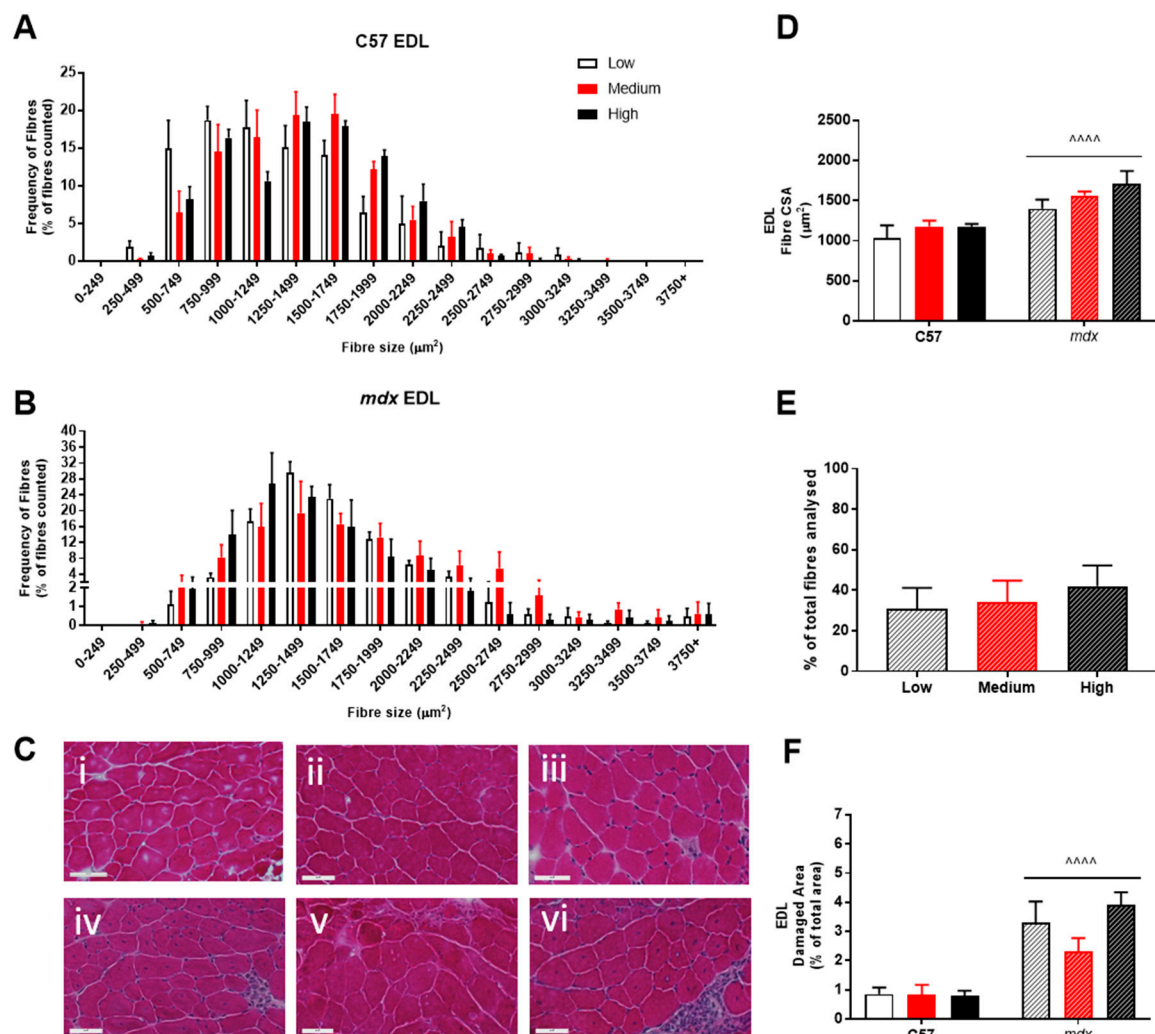 A
C57 EDL
Low
Medium
High
Frequency of Fibres
(% of fibres counted)
25
20
15
10
5
0
0-249
250-499
500-749
750-999
1000-1249
1250-1499
1500-1749
1750-1999
2000-2249
2250-2499
2500-2749
2750-2999
3000-3249
3250-3499
3500-3749
3750+
Fibre size (μm²)
B
mdx EDL
Frequency of Fibres
(% of fibres counted)
40
36
32
28
24
20
16
12
8
4
2
1
0
0-249
250-499
500-749
750-999
1000-1249
1250-1499
1500-1749
1750-1999
2000-2249
2250-2499
2500-2749
2750-2999
3000-3249
3250-3499
3500-3749
3750+
Fibre size (μm²)
C
i
ii
iii
iv
v
vi
D
EDL
Fibre CSA
(μm²)
2500
2000
1500
1000
500
0
^^^^
C57
mdx
E
% of total fibres analysed
100
80
60
40
20
0
Low
Medium
High
F
EDL
Damaged Area
(% of total area)
7
6
5
4
3
2
1
0
^^^^
C57
mdx